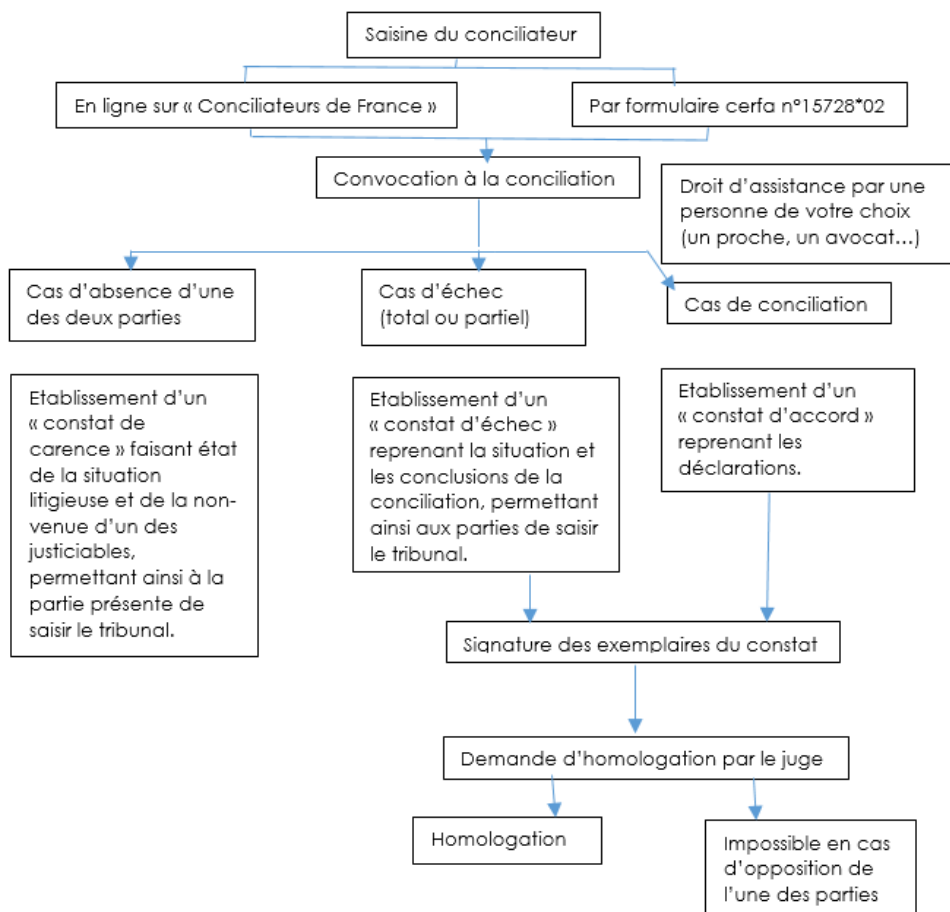 Saisine du conciliateur
En ligne sur « Conciliateurs de France »
Par formulaire cerfa n°15728*02
Convocation à la conciliation
Droit d’assistance par une
personne de votre choix
(un proche, un avocat…)
Cas d’absence d’une
des deux parties
Cas d’échec
(total ou partiel)
Cas de conciliation
Etablissement d’un
« constat de
carence » faisant état
de la situation
litigieuse et de la non-
venue d’un des
justiciables,
permettant ainsi à la
partie présente de
saisir le tribunal.
Etablissement d’un
« constat d’échec »
reprenant la situation et
les conclusions de la
conciliation, permettant
ainsi aux parties de saisir
le tribunal.
Etablissement d’un
« constat d’accord »
reprenant les
déclarations.
Signature des exemplaires du constat
Demande d’homologation par le juge
Homologation
Impossible en cas
d’opposition de
l’une des parties